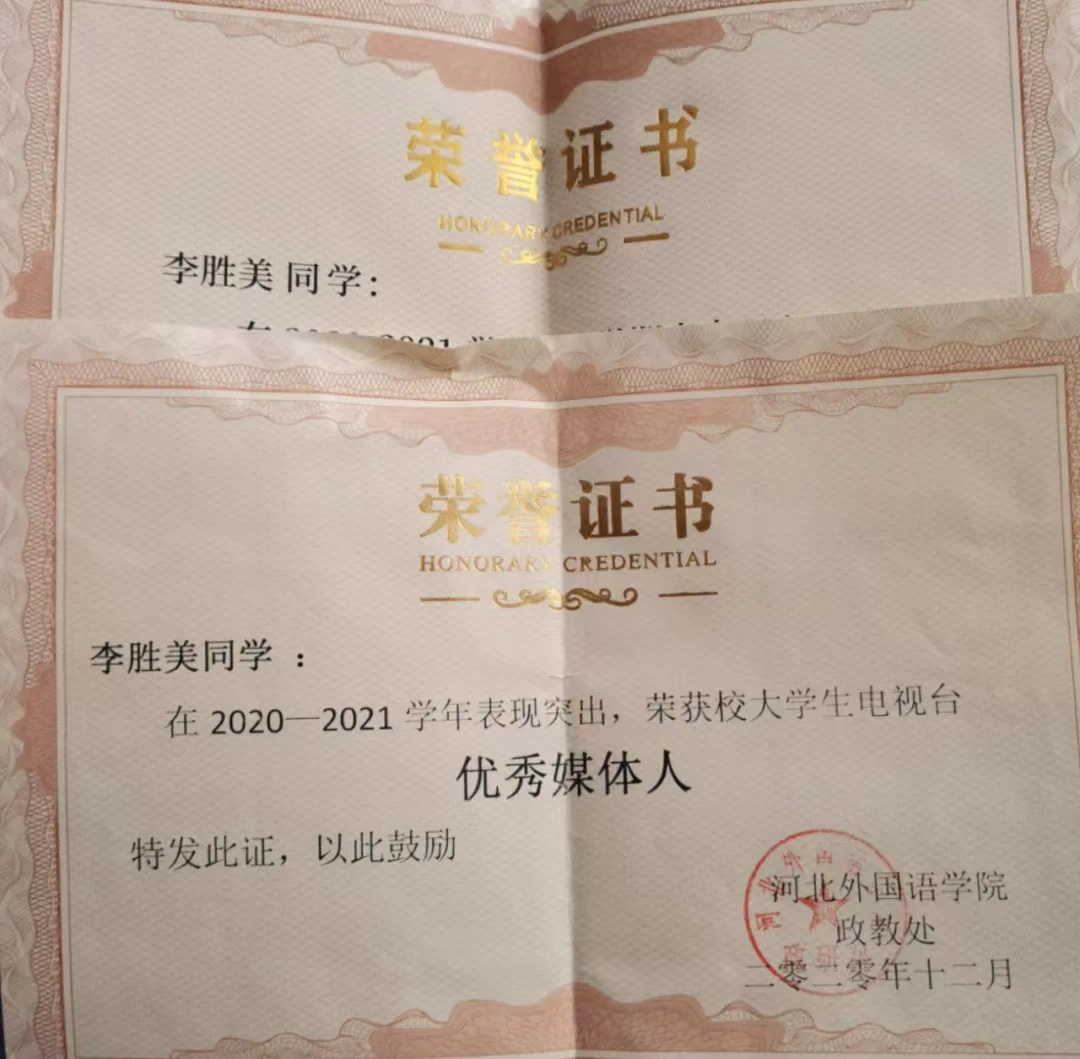 荣誉证书
HONORARY CREDENTIAL
李胜美 同学：
荣誉证书
HONORARY CREDENTIAL
李胜美同学 ：
在 2020—2021 学年表现突出，荣获校大学生电视台
优秀媒体人
特发此证，以此鼓励
河北外国语学院
政教处
二零二零年十二月